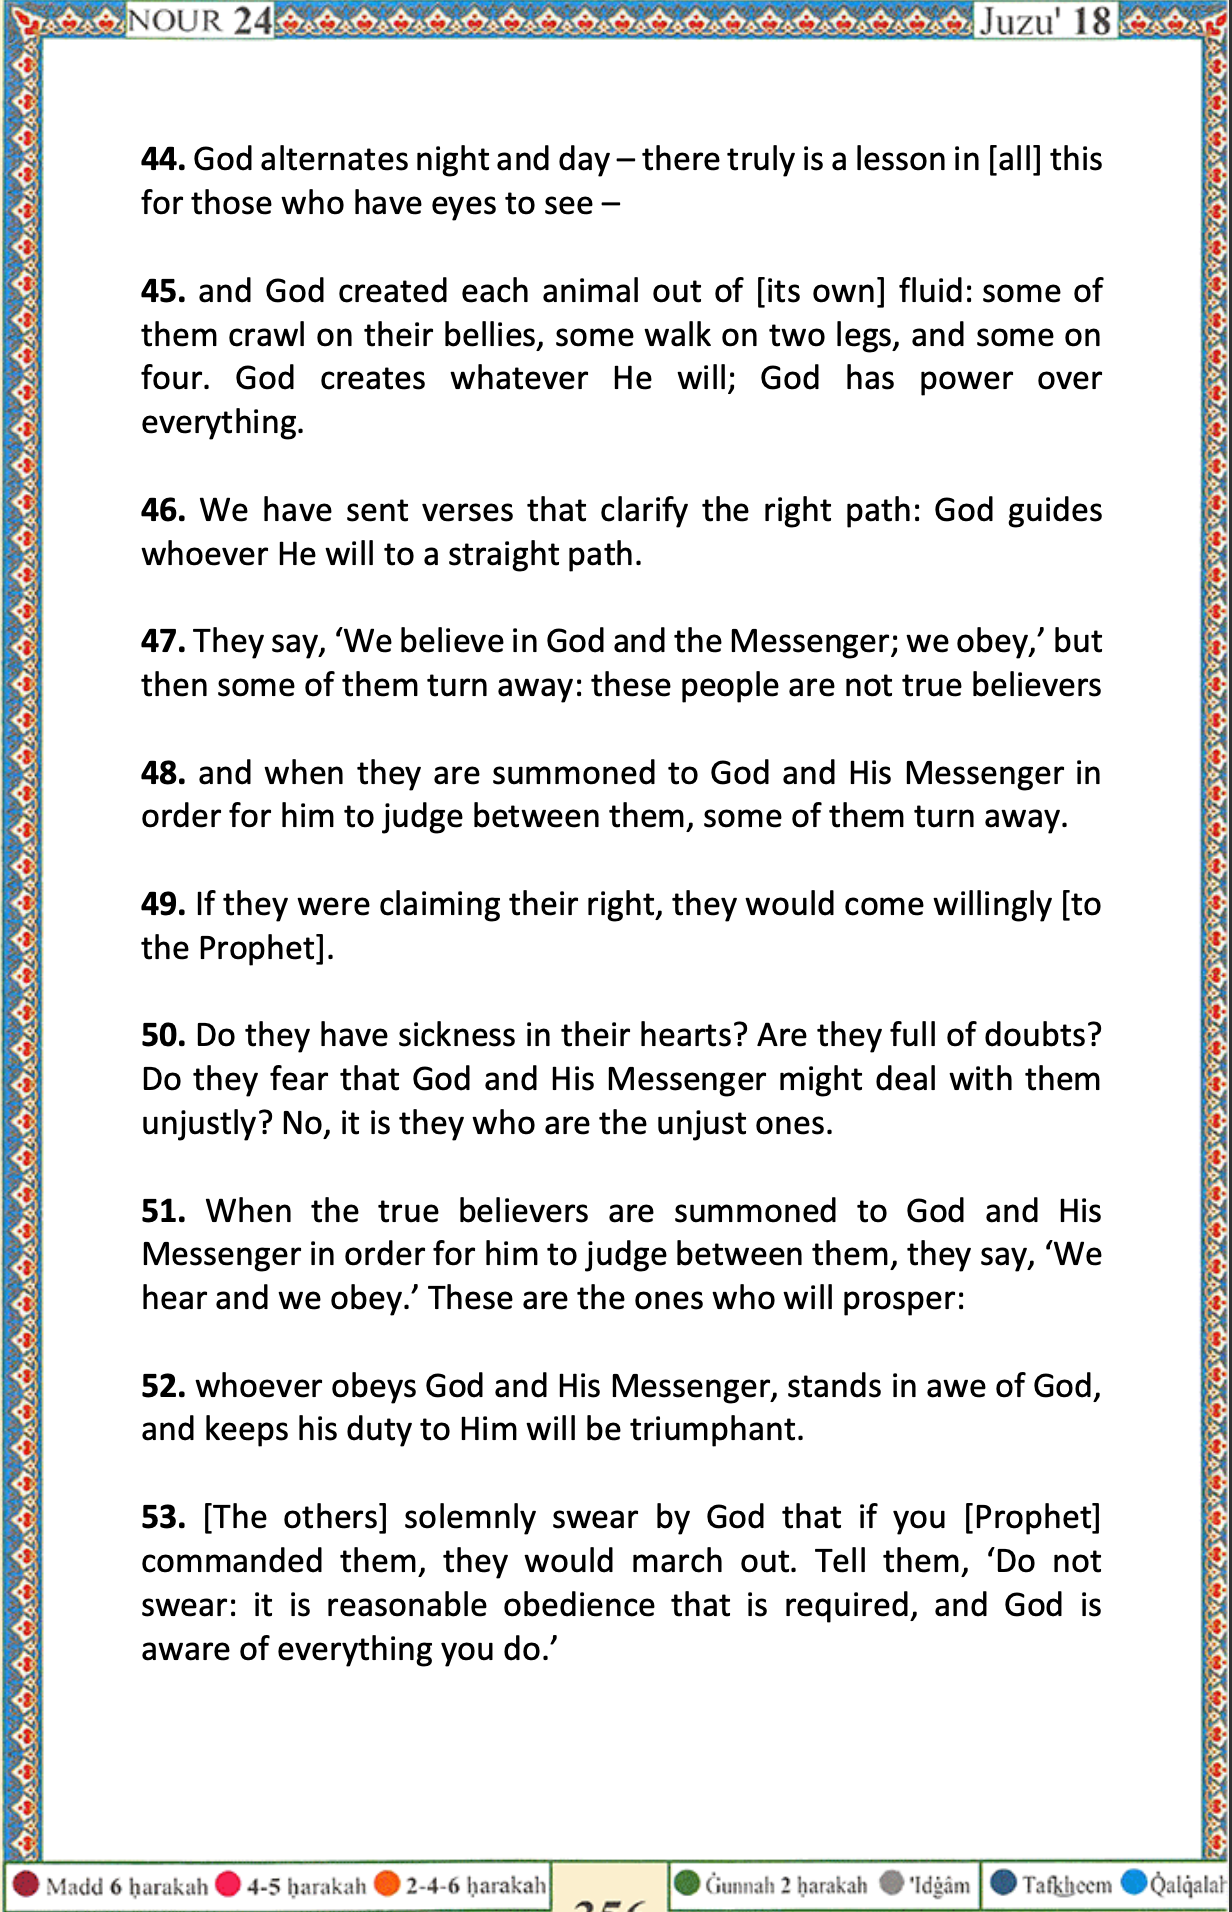 NOUR 24
Juzu' 18
44. God alternates night and day – there truly is a lesson in [all] this
for those who have eyes to see –
45. and God created each animal out of [its own] fluid: some of
them crawl on their bellies, some walk on two legs, and some on
four. God creates whatever He will; God has power over
everything.
46. We have sent verses that clarify the right path: God guides
whoever He will to a straight path.
47. They say, ‘We believe in God and the Messenger; we obey,’ but
then some of them turn away: these people are not true believers
48. and when they are summoned to God and His Messenger in
order for him to judge between them, some of them turn away.
49. If they were claiming their right, they would come willingly [to
the Prophet].
50. Do they have sickness in their hearts? Are they full of doubts?
Do they fear that God and His Messenger might deal with them
unjustly? No, it is they who are the unjust ones.
51. When the true believers are summoned to God and His
Messenger in order for him to judge between them, they say, ‘We
hear and we obey.’ These are the ones who will prosper:
52. whoever obeys God and His Messenger, stands in awe of God,
and keeps his duty to Him will be triumphant.
53. [The others] solemnly swear by God that if you [Prophet]
commanded them, they would march out. Tell them, ‘Do not
swear: it is reasonable obedience that is required, and God is
aware of everything you do.’
Madd 6 ḥarakah 4-5 ḥarakah 2-4-6 ḥarakah
Ġunnah 2 ḥarakah 'Idġâm Tafkheem